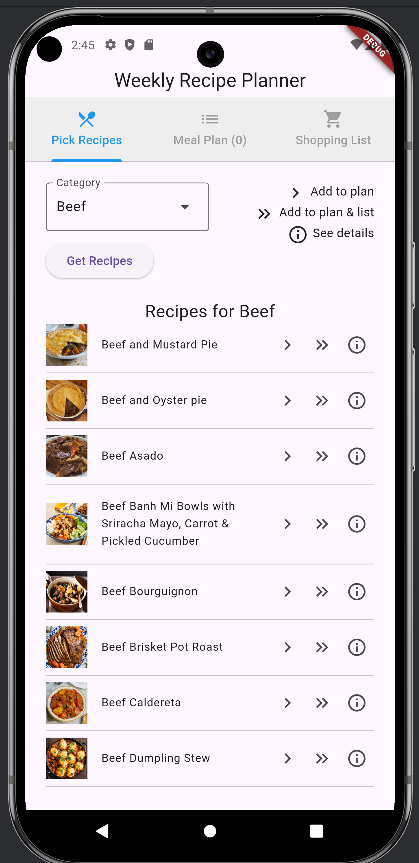 2:45
DEBUG
Weekly Recipe Planner
Pick Recipes
Meal Plan (0)
Shopping List
Category
Beef
Add to plan
Add to plan & list
See details
Get Recipes
Recipes for Beef
Beef and Mustard Pie
Beef and Oyster pie
Beef Asado
Beef Banh Mi Bowls with
Sriracha Mayo, Carrot &
Pickled Cucumber
Beef Bourguignon
Beef Brisket Pot Roast
Beef Caldereta
Beef Dumpling Stew